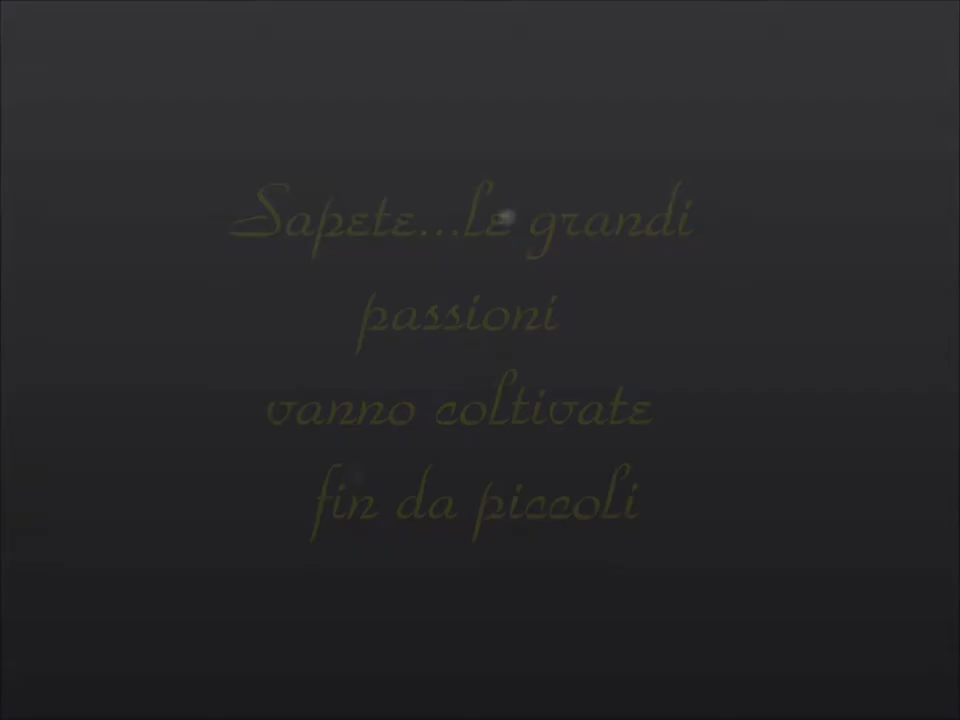 Sapete...le grandi
passioni
vanno coltivate
fin da piccoli